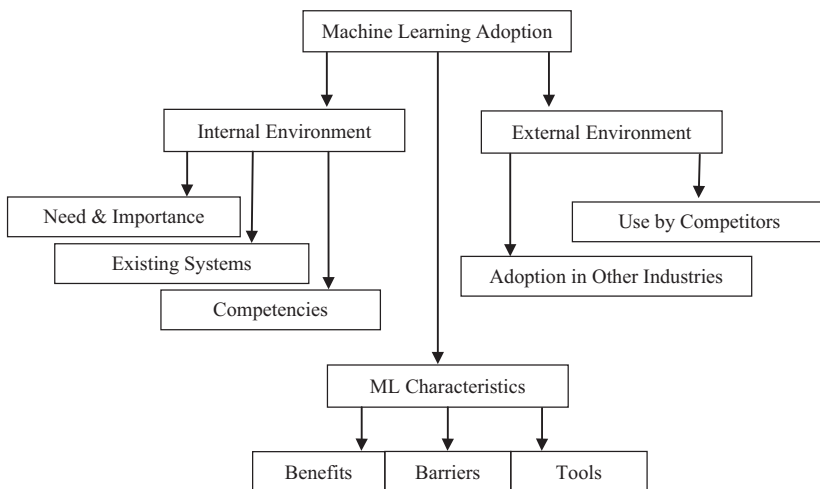 Machine Learning Adoption
Internal Environment
External Environment
Need & Importance
Use by Competitors
Existing Systems
Adoption in Other Industries
Competencies
ML Characteristics
Benefits
Barriers
Tools